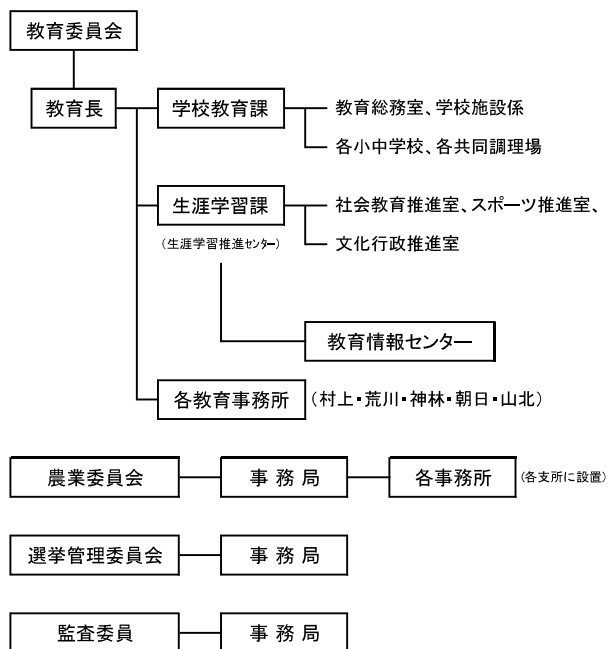 教育委員会
教育長
学校教育課
教育総務室、学校施設係
各小中学校、各共同調理場
生涯学習課
(生涯学習推進センター)
社会教育推進室、スポーツ推進室、
文化行政推進室
教育情報センター
各教育事務所
(村上・荒川・神林・朝日・山北)
農業委員会
事務局
各事務所
(各支所に設置)
選挙管理委員会
事務局
監査委員
事務局